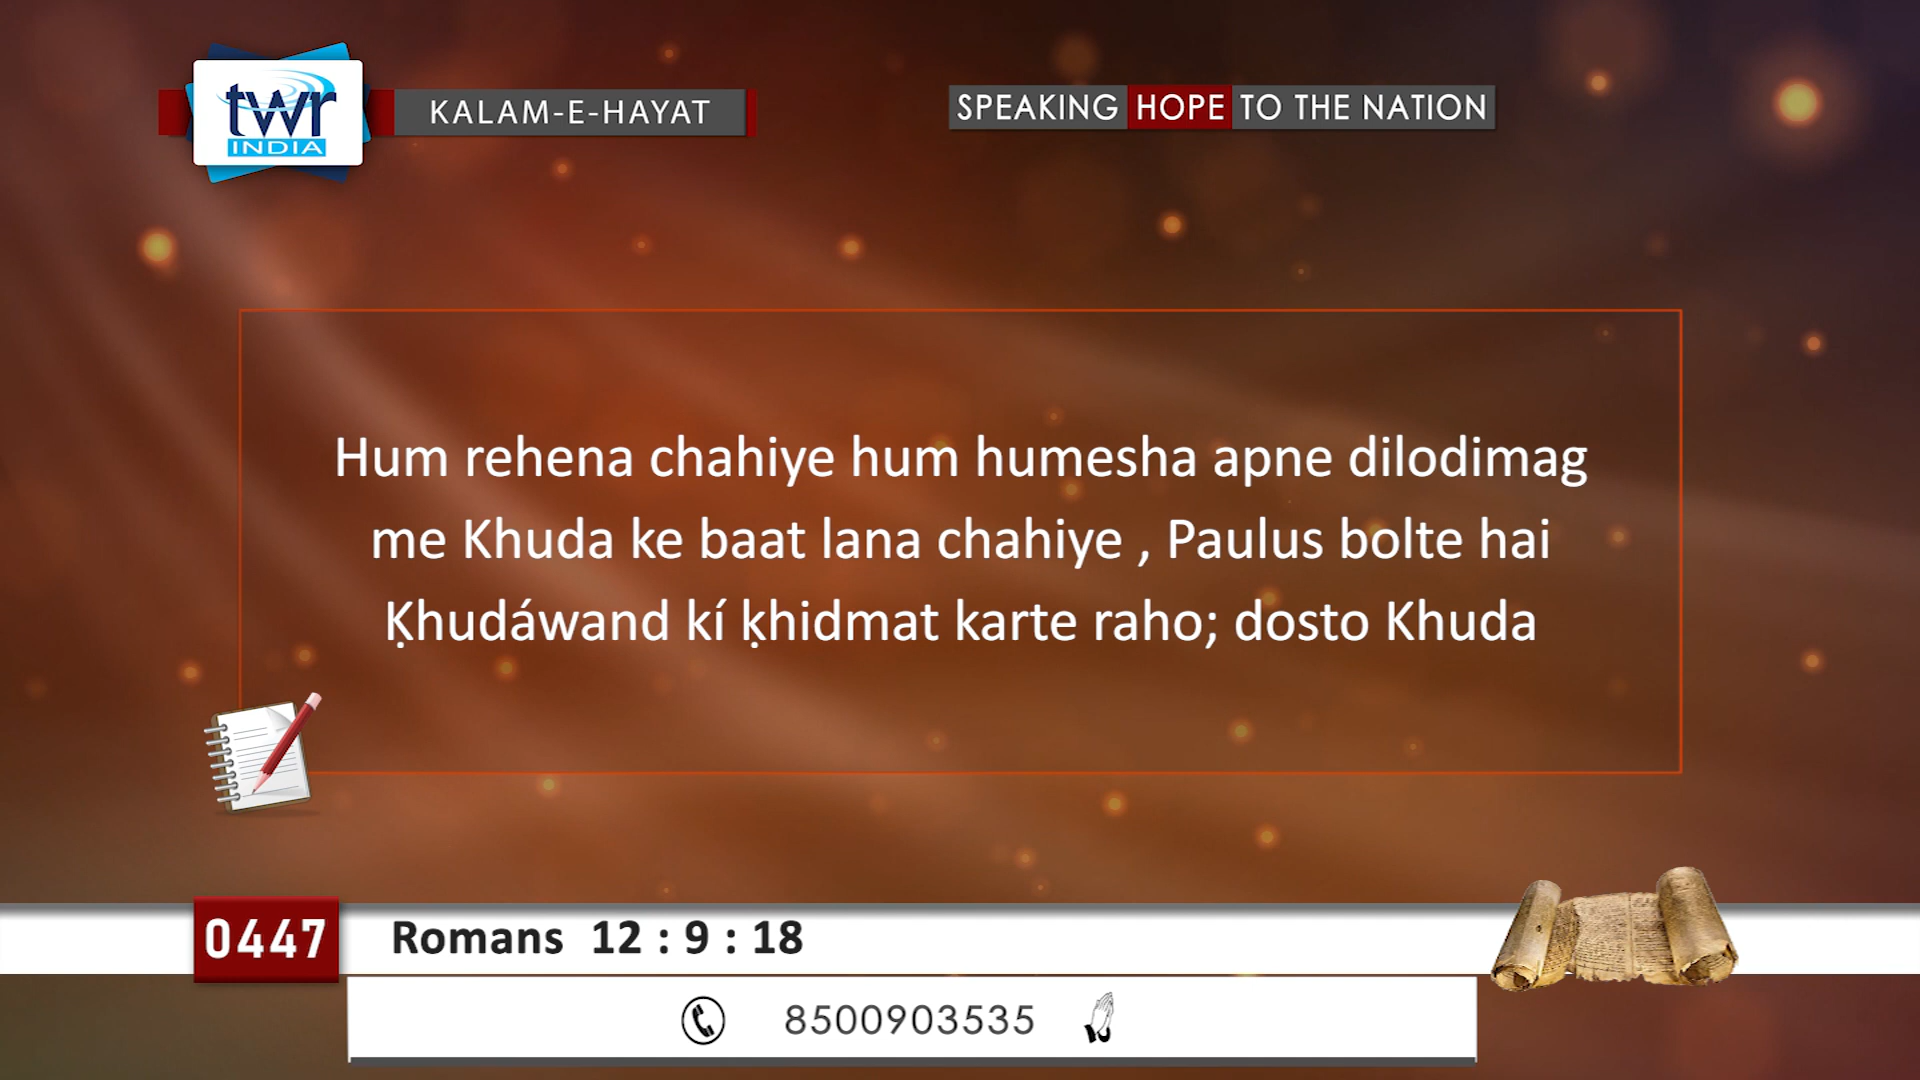 twr
INDIA
KALAM-E-HAYAT
SPEAKING HOPE TO THE NATION
Hum rehena chahiye hum humesha apne dilodimag
me Khuda ke baat lana chahiye , Paulus bolte hai
Ḳhudáwand kí ḳhidmat karte raho; dosto Khuda
0447 Romans 12 : 9 : 18
8500903535